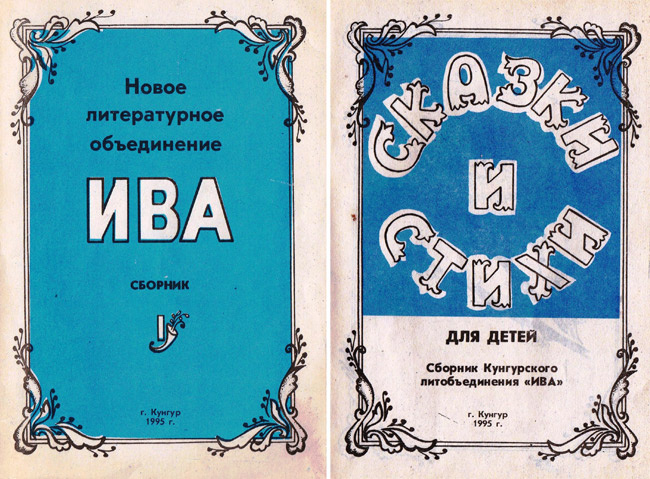 Новое
литературное
объединение
ИВА
СБОРНИК
I
г. Кунгур
1995 г.
СКАЗКИ
И
СТИХИ
ДЛЯ ДЕТЕЙ
Сборник Кунгурского
литобъединения «ИВА»
г. Кунгур
1995 г.